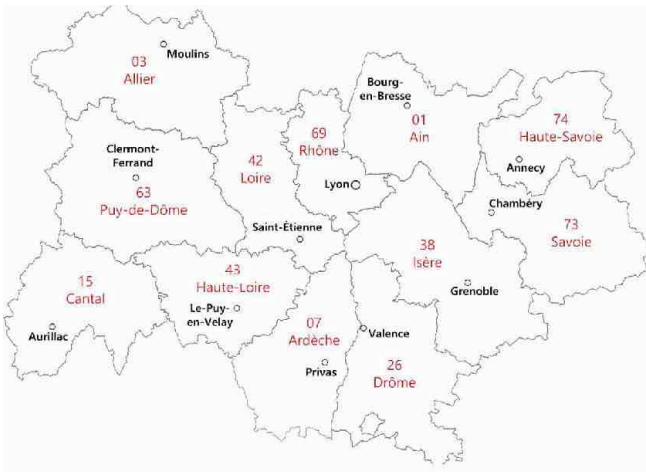 Moulins
03
Allier
Bourg-
en-Bresse
01
Ain
74
Haute-Savoie
Annecy
69
Rhône
Clermont-
Ferrand
63
Puy-de-Dôme
42
Loire
Lyon
Chambéry
73
Savoie
Saint-Étienne
38
Isère
Grenoble
15
Cantal
Aurillac
43
Haute-Loire
Le-Puy-
en-Velay
07
Ardèche
Privas
Valence
26
Drôme